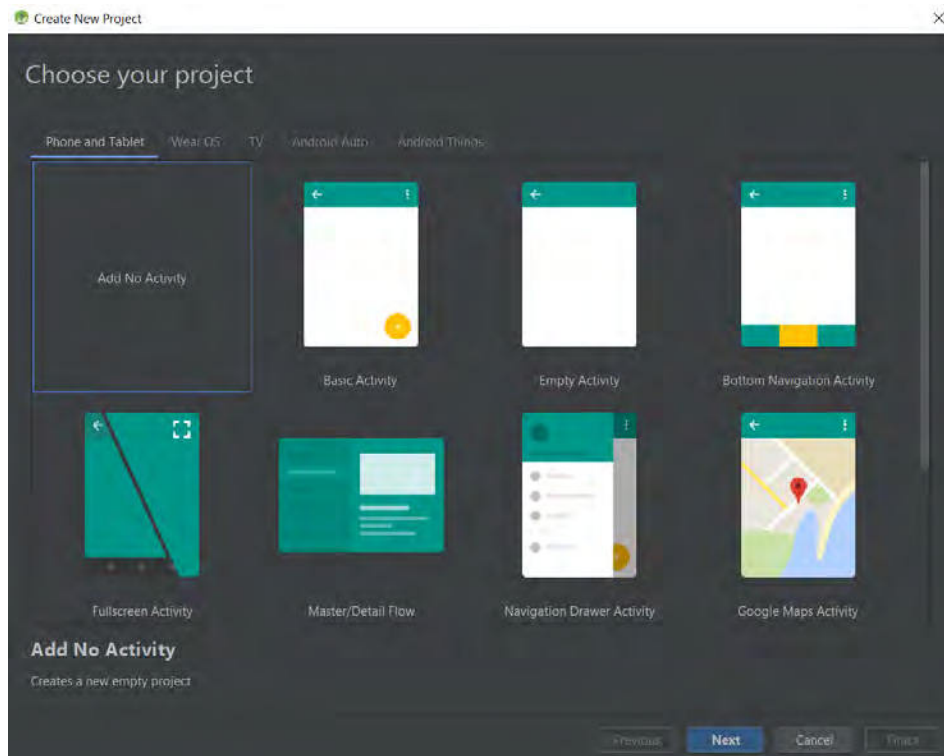 Create New Project
Choose your project
Phone and Tablet Wear OS TV Android Auto Android Things
Add No Activity
Basic Activity Empty Activity Bottom Navigation Activity
Fullscreen Activity Master/Detail Flow Navigation Drawer Activity Google Maps Activity
Add No Activity
Creates a new empty project
Previous Next Cancel Finish